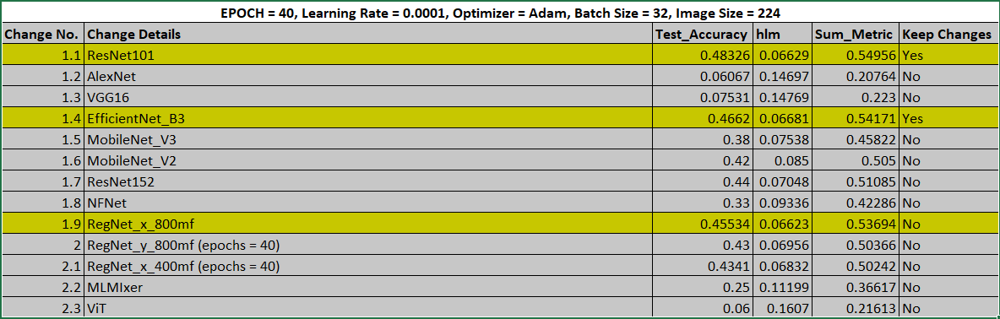 EPOCH = 40, Learning Rate = 0.0001, Optimizer = Adam, Batch Size = 32, Image Size = 224
Change No. Change Details Test_Accuracy hlm Sum_Metric Keep Changes
1.1 ResNet101 0.48326 0.06629 0.54956 Yes
1.2 AlexNet 0.06067 0.14697 0.20764 No
1.3 VGG16 0.07531 0.14769 0.223 No
1.4 EfficientNet_B3 0.4662 0.06681 0.54171 Yes
1.5 MobileNet_V3 0.38 0.07538 0.45822 No
1.6 MobileNet_V2 0.42 0.085 0.505 No
1.7 ResNet152 0.44 0.07048 0.51085 No
1.8 NFNet 0.33 0.09336 0.42286 No
1.9 RegNet_x_800mf 0.45534 0.06623 0.53694 No
2 RegNet_y_800mf (epochs = 40) 0.43 0.06956 0.50366 No
2.1 RegNet_x_400mf (epochs = 40) 0.4341 0.06832 0.50242 No
2.2 MLMIxer 0.25 0.11199 0.36617 No
2.3 ViT 0.06 0.1607 0.21613 No